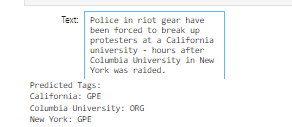 Text: Police in riot gear have
been forced to break up
protesters at a California
university - hours after
Columbia University in New
York was raided.
Predicted Tags:
California: GPE
Columbia University: ORG
New York: GPE